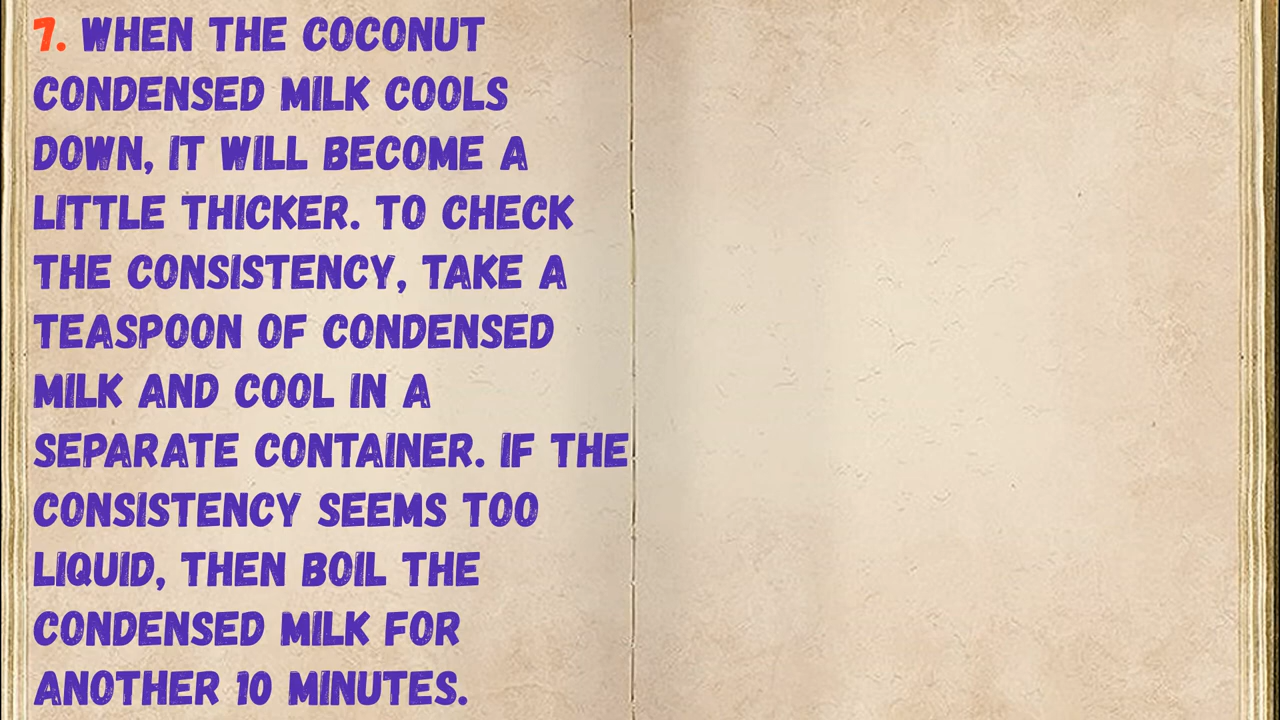 7. WHEN THE COCONUT
CONDENSED MILK COOLS
DOWN, IT WILL BECOME A
LITTLE THICKER. TO CHECK
THE CONSISTENCY, TAKE A
TEASPOON OF CONDENSED
MILK AND COOL IN A
SEPARATE CONTAINER. IF THE
CONSISTENCY SEEMS TOO
LIQUID, THEN BOIL THE
CONDENSED MILK FOR
ANOTHER 10 MINUTES.